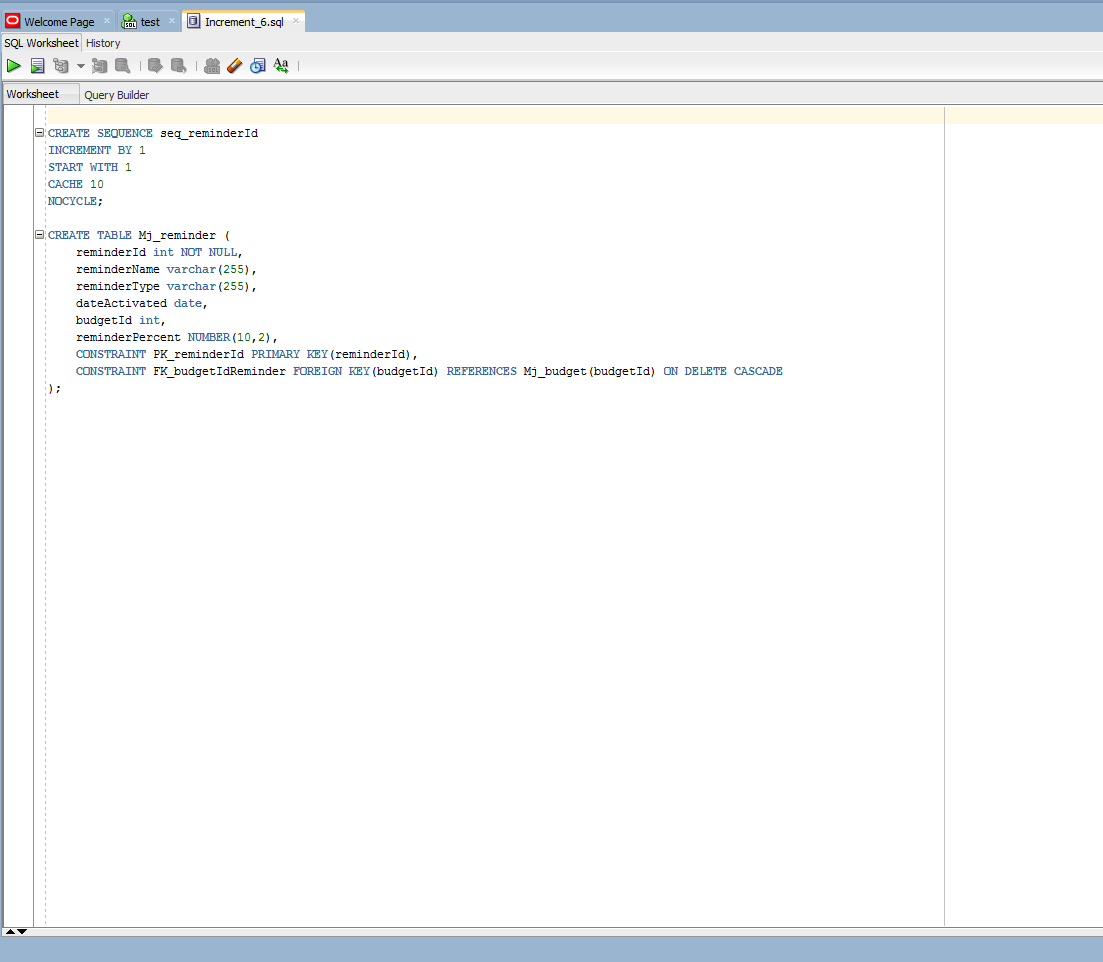 Welcome Page
test
Increment_6.sql
SQL Worksheet History
Aa
Worksheet Query Builder
CREATE SEQUENCE seq_reminderId
INCREMENT BY 1
START WITH 1
CACHE 10
NOCYCLE;
CREATE TABLE Mj_reminder (
    reminderId int NOT NULL,
    reminderName varchar(255),
    reminderType varchar(255),
    dateActivated date,
    budgetId int,
    reminderPercent NUMBER(10,2),
    CONSTRAINT PK_reminderId PRIMARY KEY(reminderId),
    CONSTRAINT FK_budgetIdReminder FOREIGN KEY(budgetId) REFERENCES Mj_budget(budgetId) ON DELETE CASCADE
);